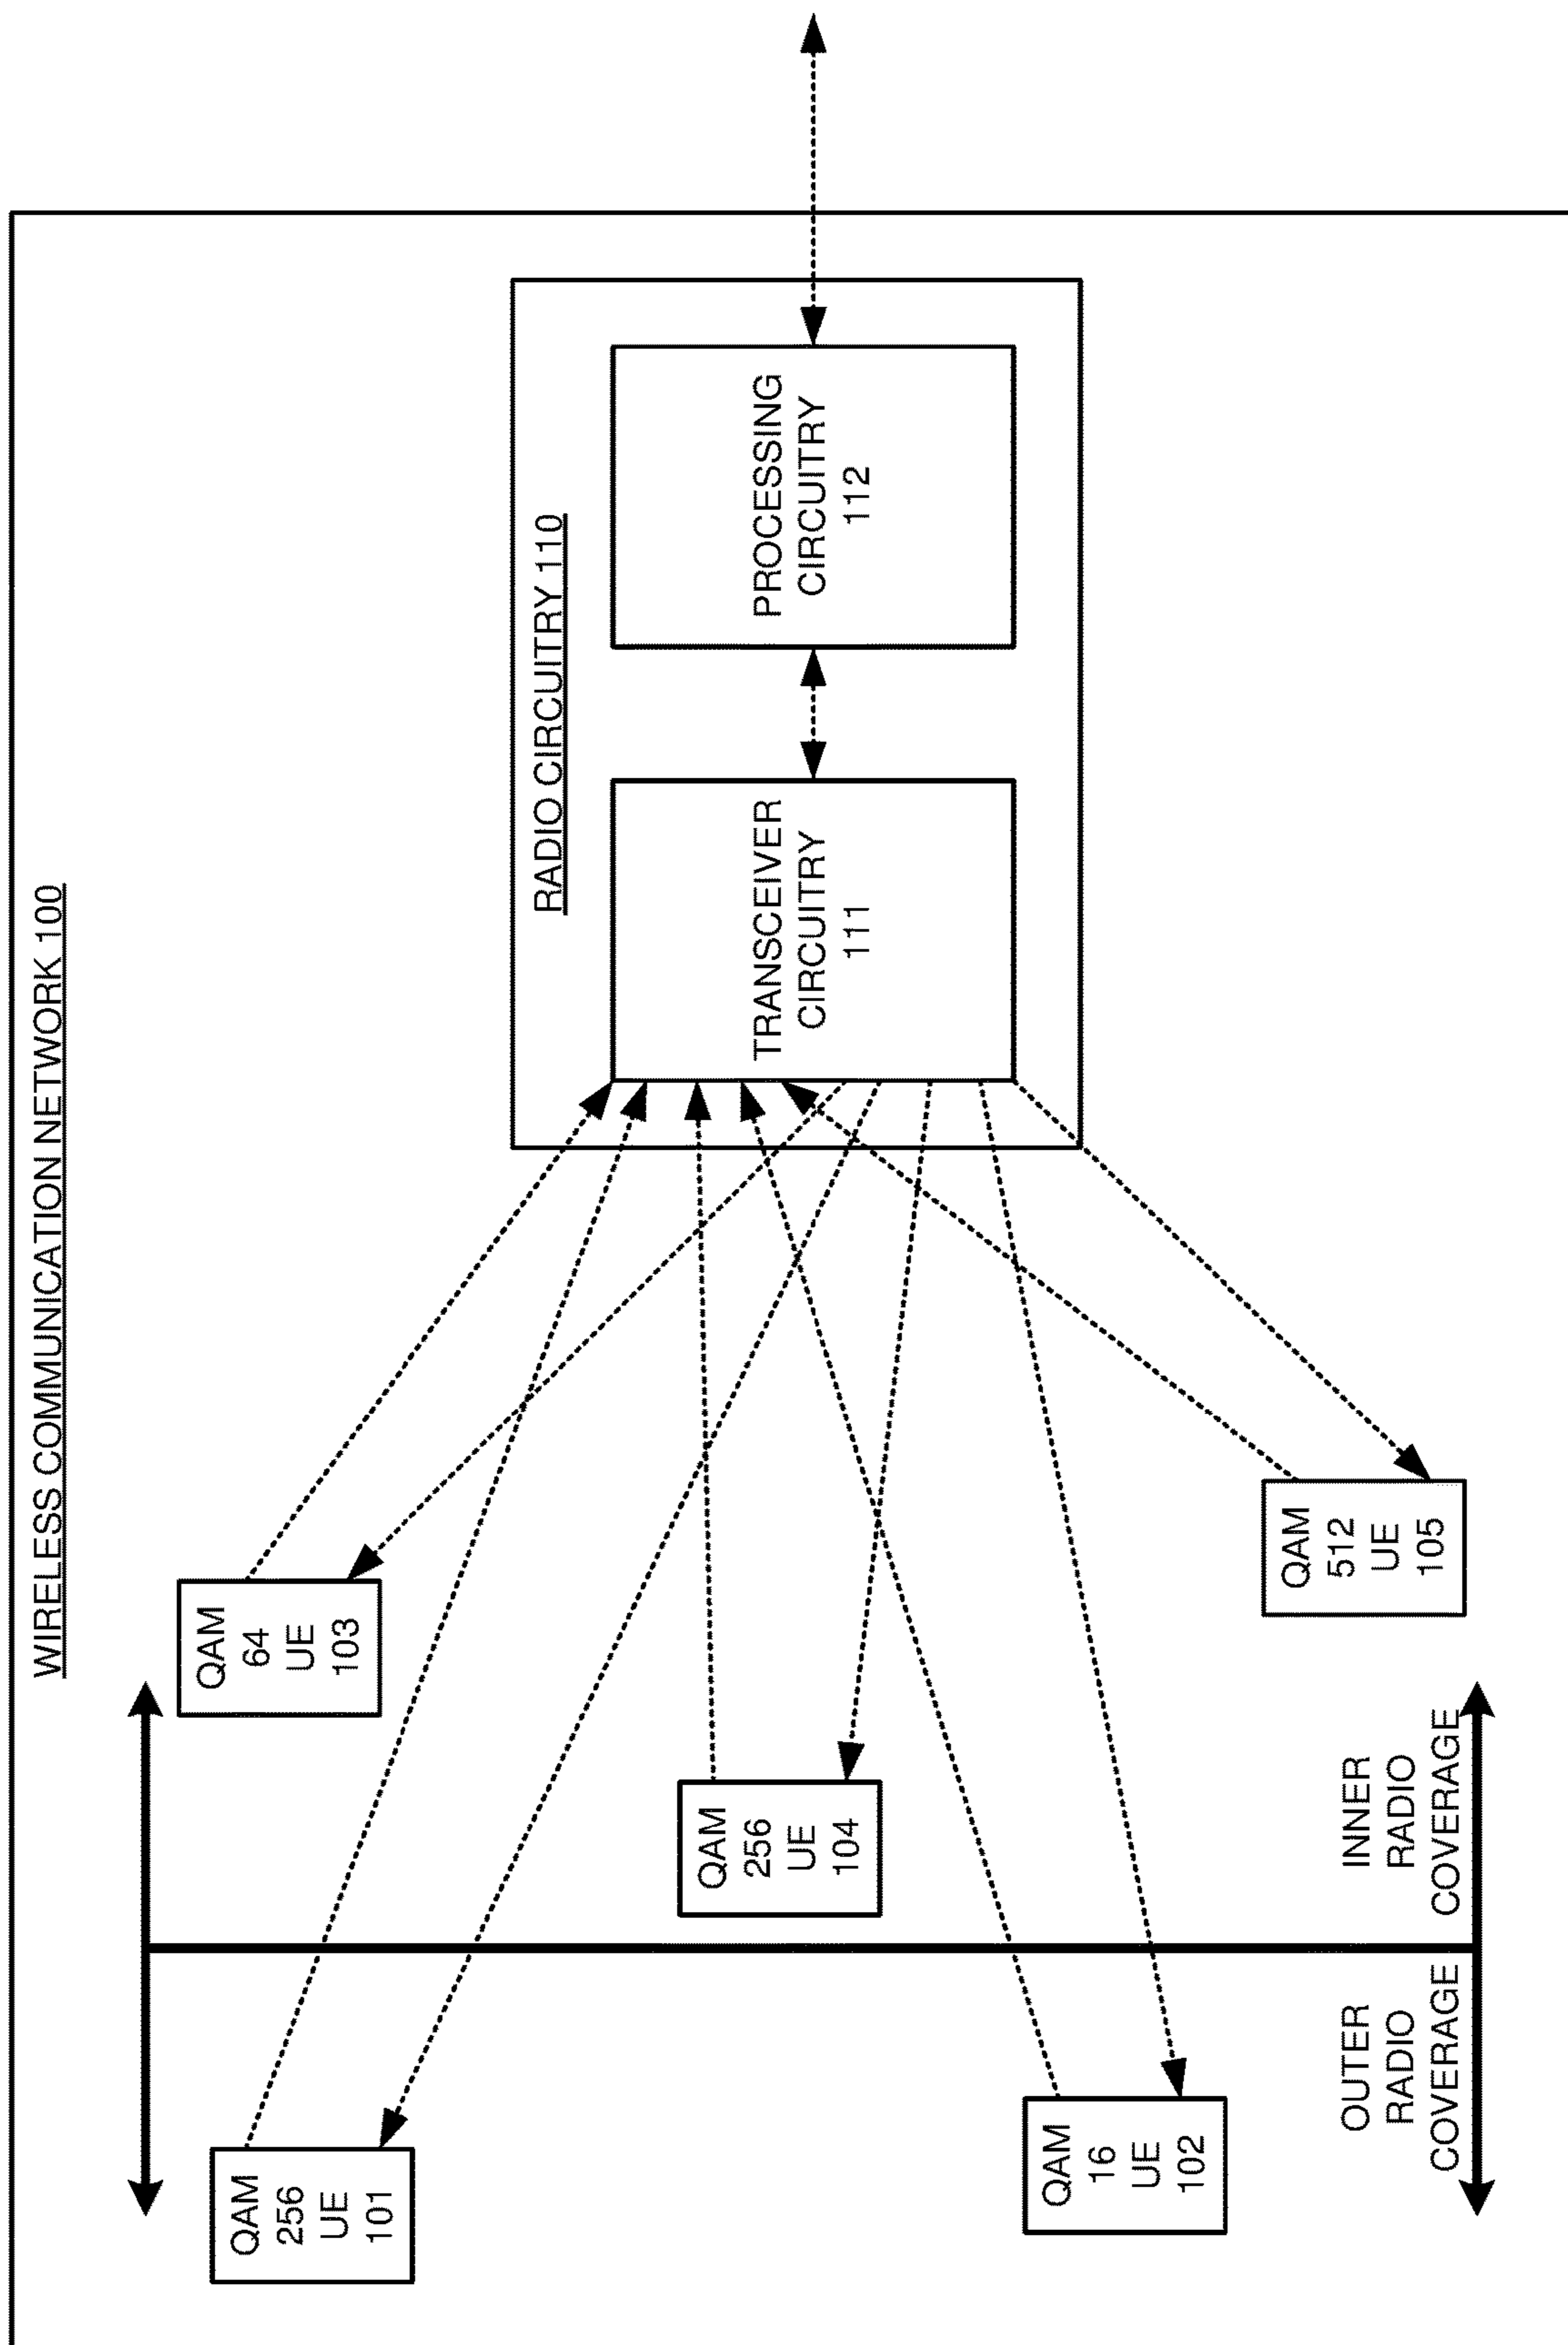 WIRELESS COMMUNICATION NETWORK 100
QAM
256
UE
101
QAM
64
UE
103
RADIO CIRCUITRY 110
TRANSCEIVER
CIRCUITRY
111
PROCESSING
CIRCUITRY
112
QAM
256
UE
104
QAM
16
UE
102
QAM
512
UE
105
OUTER
RADIO
COVERAGE
INNER
RADIO
COVERAGE